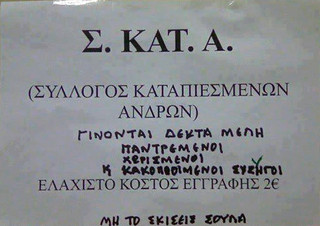 Σ. ΚΑΤ. Α.
(ΣΥΛΛΟΓΟΣ ΚΑΤΑΠΙΕΣΜΕΝΩΝ
ΑΝΔΡΩΝ)
ΓΙΝΟΝΤΑΙ ΔΕΚΤΑ ΜΕΛΗ
ΠΑΝΤΡΕΜΕΝΟΙ
ΧΩΡΙΣΜΕΝΟΙ
Κ ΚΑΚΟΠΟΙΗΜΕΝΟΙ ΣΥΖΥΓΟΙ
ΕΛΑΧΙΣΤΟ ΚΟΣΤΟΣ ΕΓΓΡΑΦΗΣ 2€
ΜΗ ΤΟ ΣΚΙΣΕΙΣ ΣΟΥΛΑ